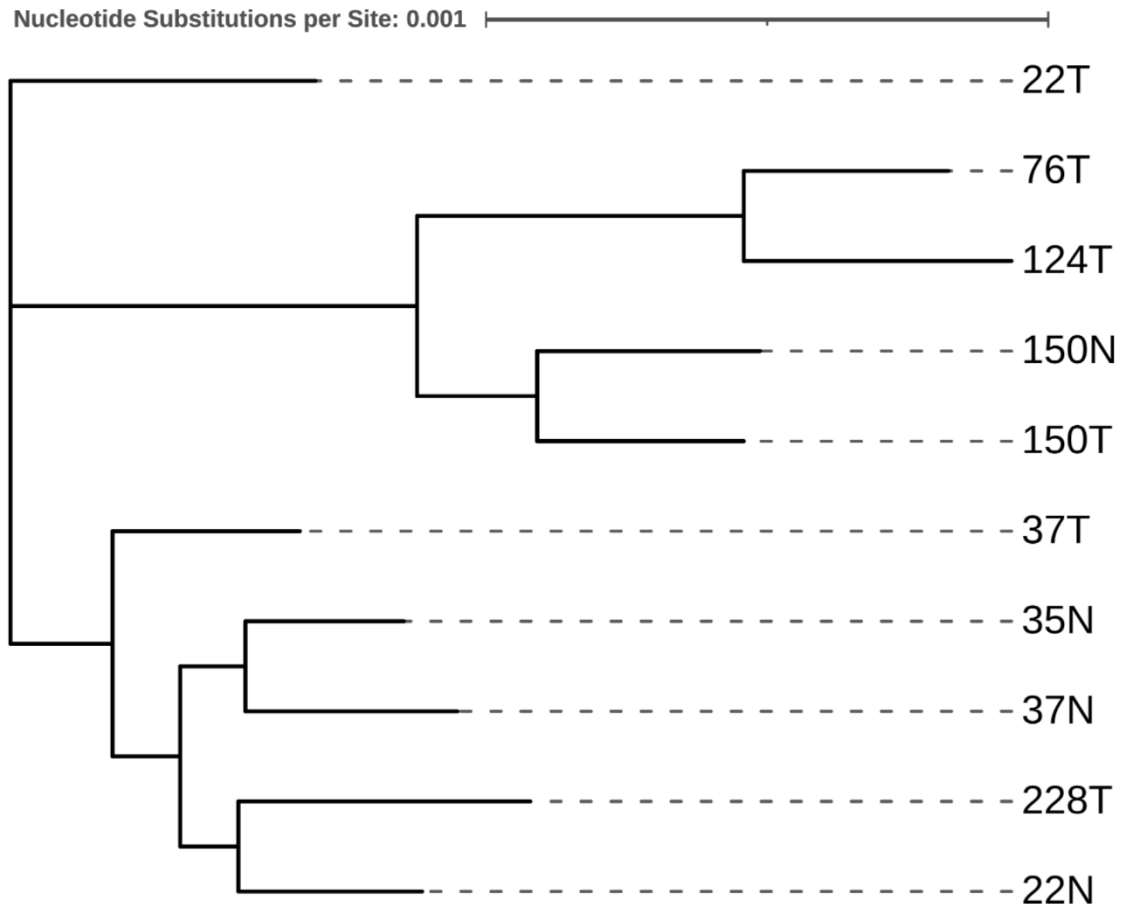 Nucleotide Substitutions per Site: 0.001
22T
76T
124T
150N
150T
37T
35N
37N
228T
22N